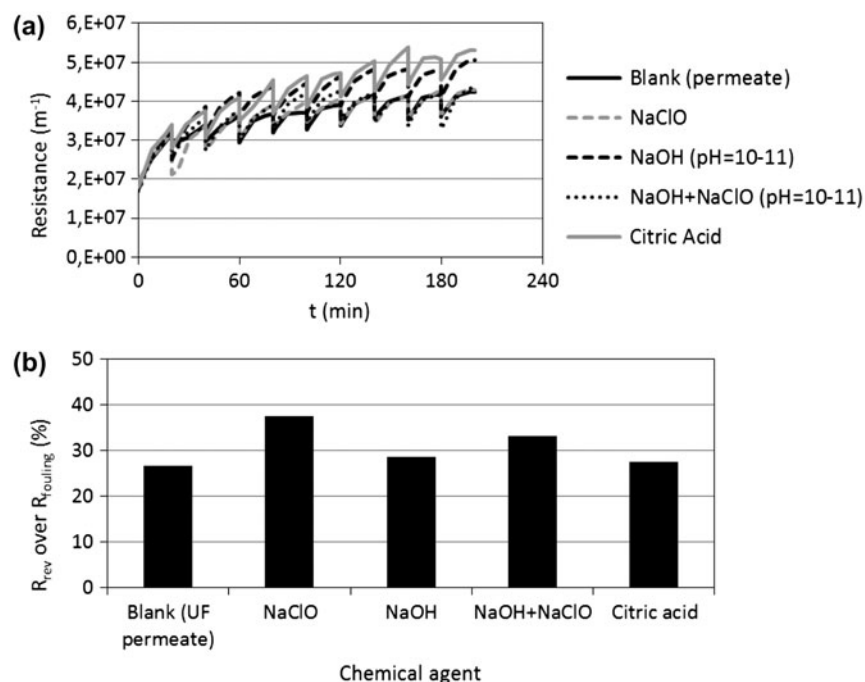 (a)
6,E+07
5,E+07
4,E+07
3,E+07
2,E+07
1,E+07
0,E+00
Resistance (m⁻¹)
0 60 120 180 240
t (min)
Blank (permeate)
NaClO
NaOH (pH=10-11)
NaOH+NaClO (pH=10-11)
Citric Acid
(b)
50
40
30
20
10
0
R_rev over R_fouling (%)
Blank (UF permeate) NaClO NaOH NaOH+NaClO Citric acid
Chemical agent